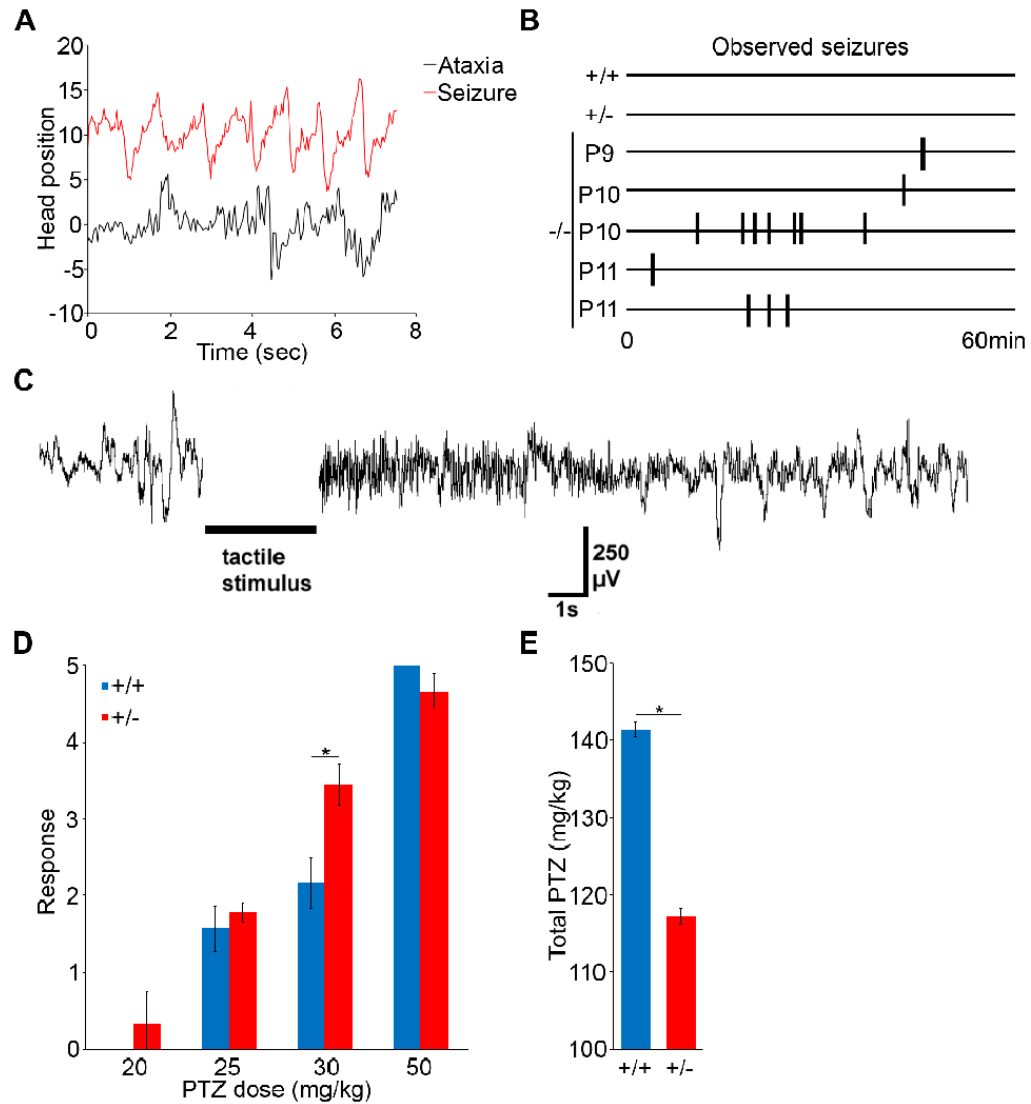 A
20
15
10
5
0
-5
-10
Head position
Ataxia
Seizure
0 2 4 6 8
Time (sec)
B
Observed seizures
+/+
+/-
P9
P10
-/- P10
P11
P11
0 60min
C
tactile
stimulus
250
µV
1s
D
5
4
3
2
1
0
Response
+/+
+/-
*
20 25 30 50
PTZ dose (mg/kg)
E
150
140
130
120
110
100
Total PTZ (mg/kg)
*
+/+ +/-